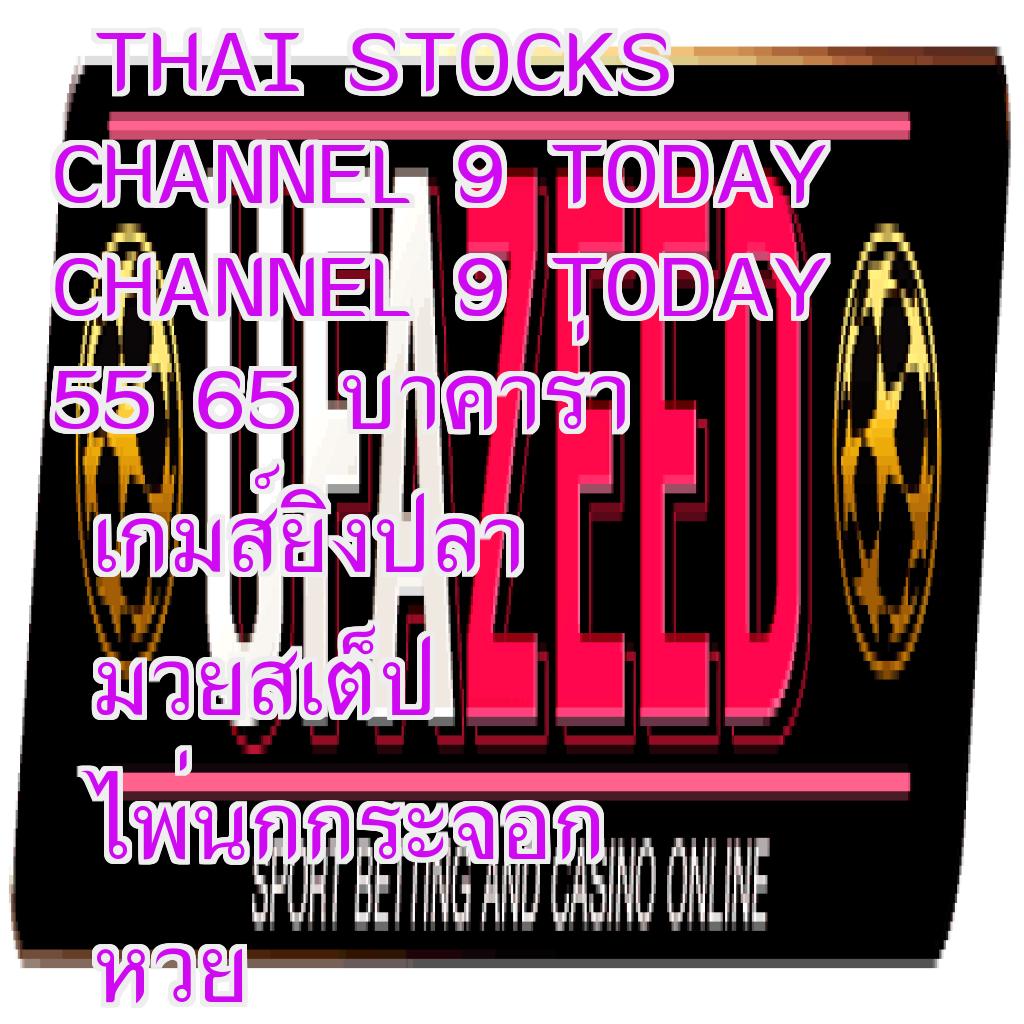 THAI STOCKS
CHANNEL 9 TODAY
CHANNEL 9 TODAY
55 65 บาคาร่า
เกมส์ยิงปลา
มวยสเต็ป
ไพ่นกกระจอก
หวย
UFAZEED
SPORT BETTING AND CASINO ONLINE